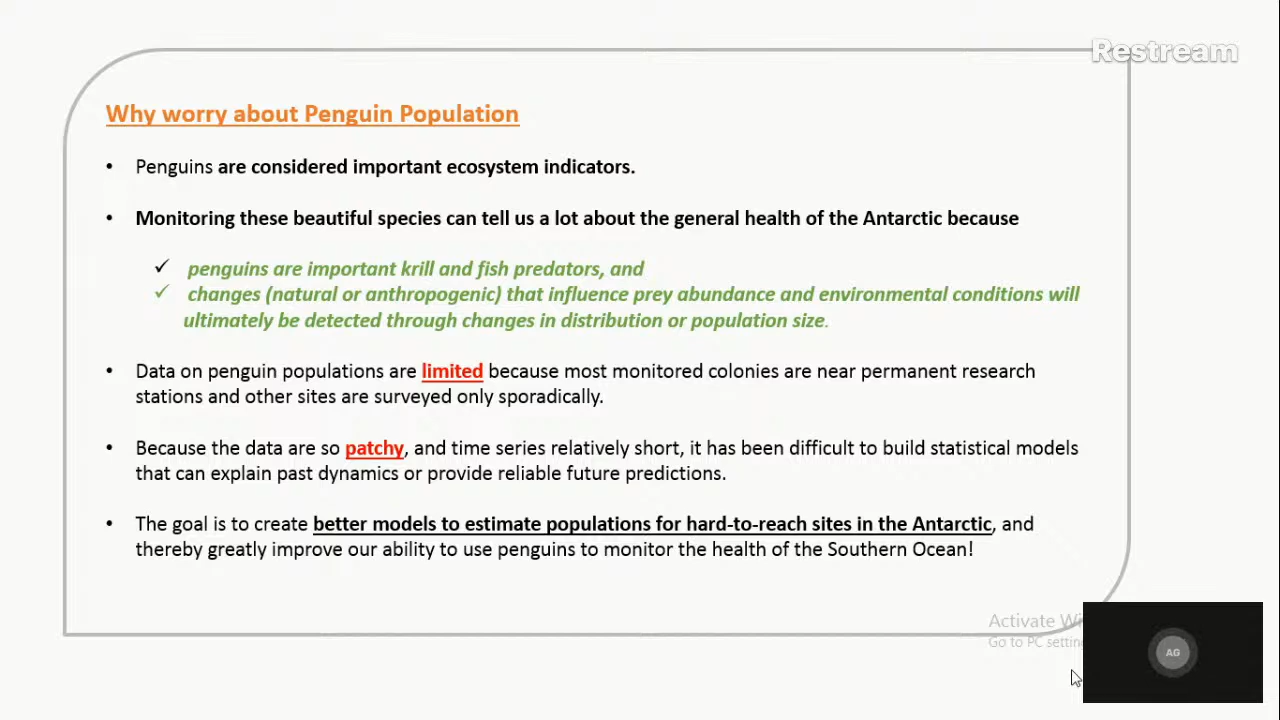 Restream
Why worry about Penguin Population
• Penguins are considered important ecosystem indicators.
• Monitoring these beautiful species can tell us a lot about the general health of the Antarctic because
✓ penguins are important krill and fish predators, and
✓ changes (natural or anthropogenic) that influence prey abundance and environmental conditions will
ultimately be detected through changes in distribution or population size.
• Data on penguin populations are limited because most monitored colonies are near permanent research
stations and other sites are surveyed only sporadically.
• Because the data are so patchy, and time series relatively short, it has been difficult to build statistical models
that can explain past dynamics or provide reliable future predictions.
• The goal is to create better models to estimate populations for hard-to-reach sites in the Antarctic, and
thereby greatly improve our ability to use penguins to monitor the health of the Southern Ocean!
Activate
Go to PC
AG